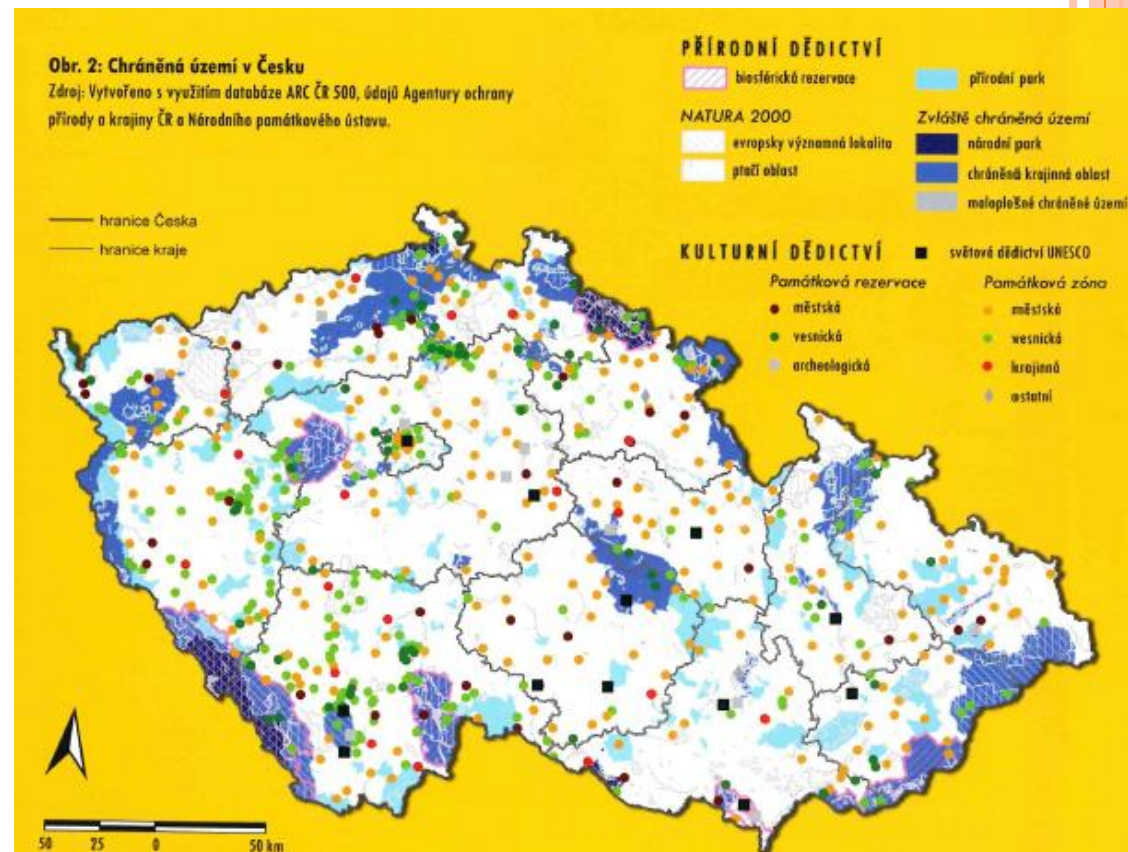 Obr. 2: Chráněná území v Česku
Zdroj: Vytvořeno s využitím databáze ARC ČR 500, údajů Agentury ochrany
přírody a krajiny ČR a Národního památkového ústavu.
hranice Česka
hranice kraje
PŘÍRODNÍ DĚDICTVÍ
biosférická rezervace
přírodní park
NATURA 2000
evropsky významná lokalita
ptačí oblast
Zvláště chráněná území
národní park
chráněná krajinná oblast
maloplošné chráněné území
KULTURNÍ DĚDICTVÍ
světové dědictví UNESCO
Památková rezervace
městská
vesnická
archeologická
Památková zóna
městská
vesnická
krajinná
ostatní
50 25 0 50 km